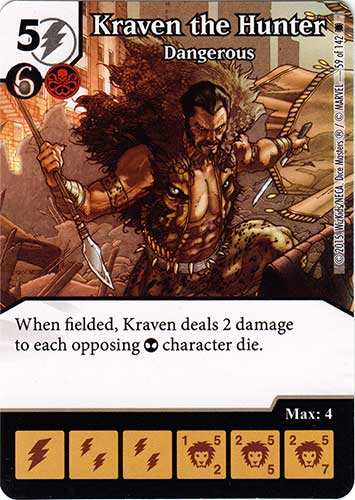 5
Kraven the Hunter
Dangerous
6
59 of 142
© 2015 WizKids/NECA. Dice Masters ® / © MARVEL
When fielded, Kraven deals 2 damage
to each opposing character die.
Max: 4
1 5 2
2 5 5
2 5 7